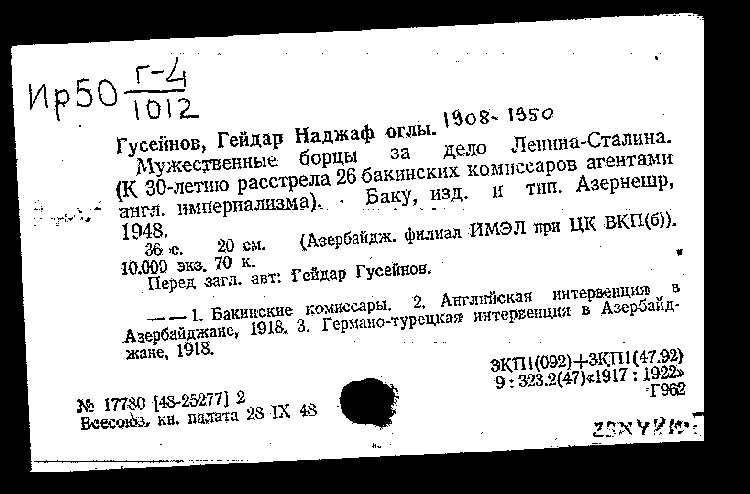 Ир50 Г-4
1012
Гусейнов, Гейдар Наджаф оглы. 1908-1950
Мужественные борцы за дело Ленина-Сталина.
(К 30-летию расстрела 26 бакинских комиссаров агентами
англ. империализма). Баку, изд. и тип. Азернешр,
1948.
36 с. 20 см. (Азербайдж. филиал ИМЭЛ при ЦК ВКП(б)).
10.000 экз. 70 к.
Перед загл. авт: Гейдар Гусейнов.
— — 1. Бакинские комиссары. 2. Английская интервенция в
Азербайджане, 1918. 3. Германо-турецкая интервенция в Азербайд-
жане, 1918.
ЗКП1(092)+ЗКП1(47.92)
9 : 323.2(47)«1917 : 1922»
Г962
№ 17780 [48-25277] 2
Всесоюз. кн. палата 28 IX 48